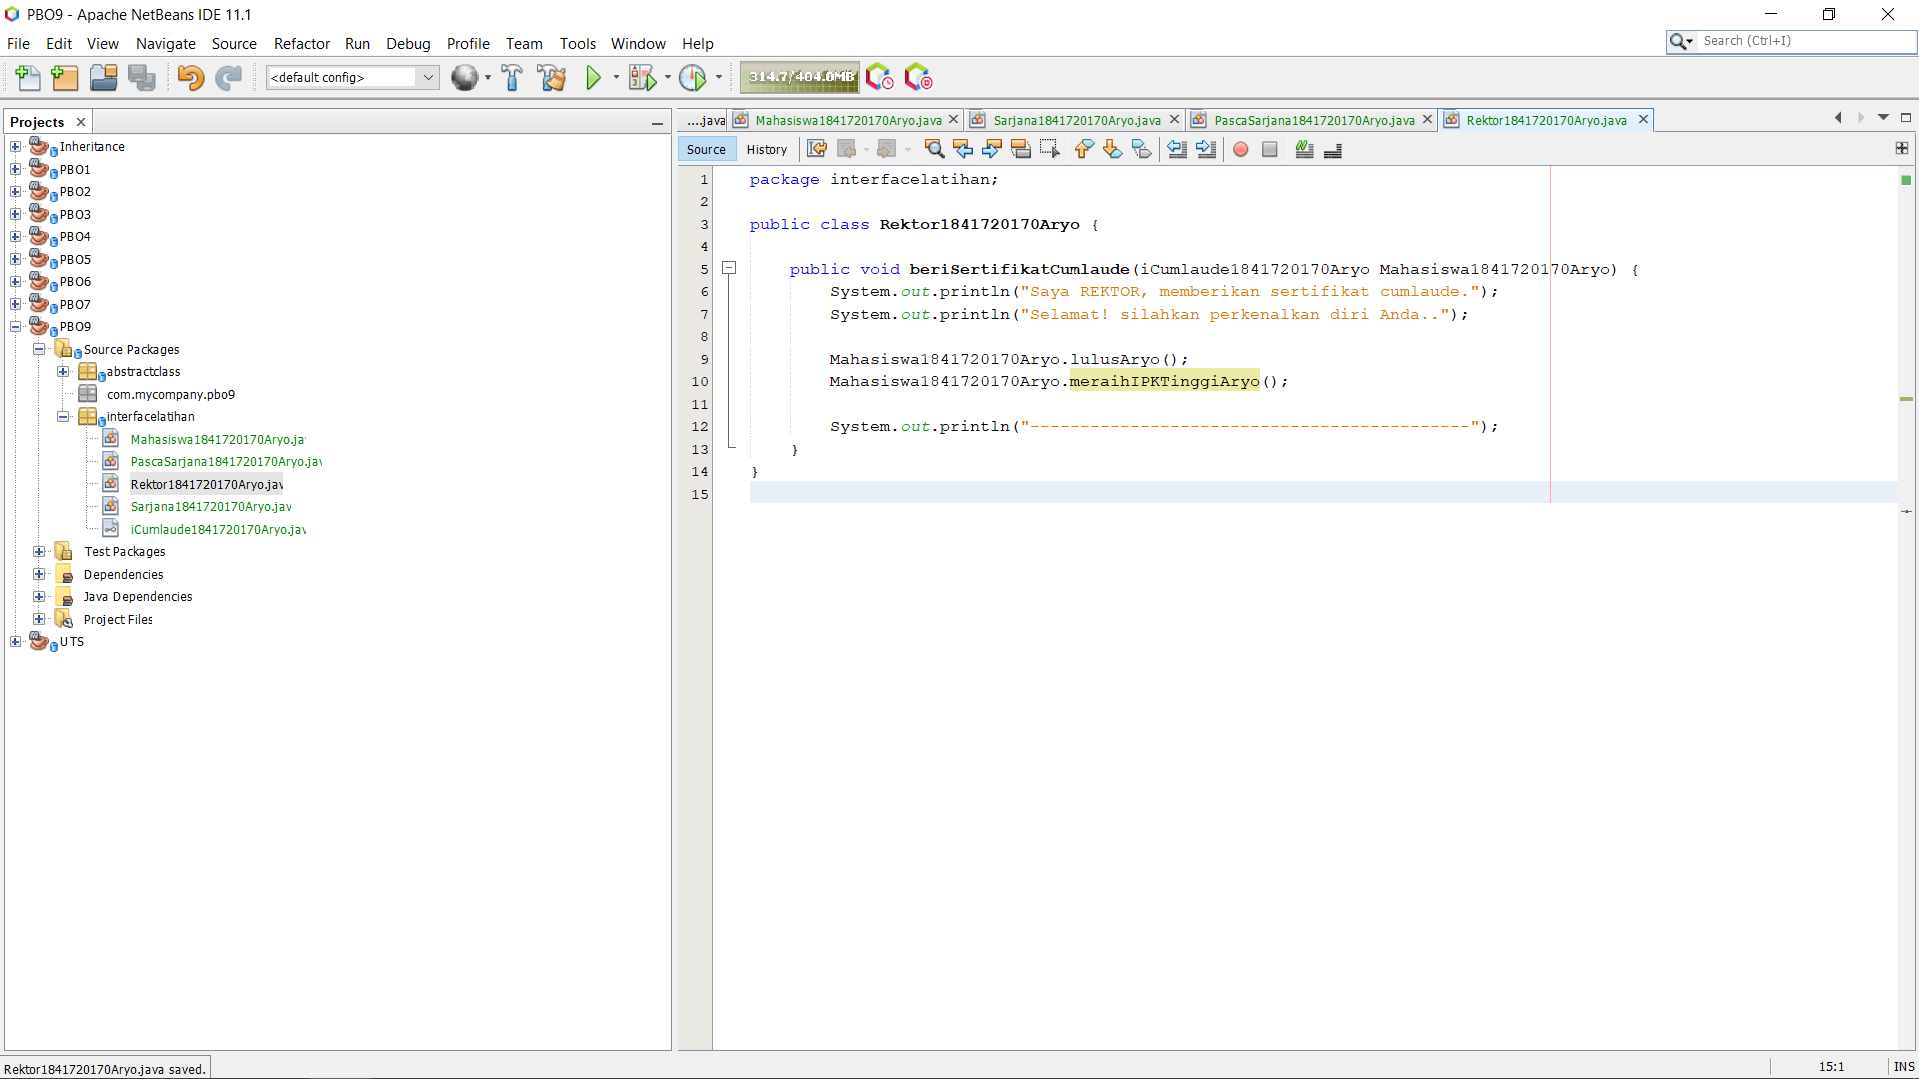 PBO9 - Apache NetBeans IDE 11.1
File Edit View Navigate Source Refactor Run Debug Profile Team Tools Window Help
Search (Ctrl+I)
<default config>
314.7/404.0MB
Projects
Inheritance
PBO1
PBO2
PBO3
PBO4
PBO5
PBO6
PBO7
PBO9
Source Packages
abstractclass
com.mycompany.pbo9
interfacelatihan
Mahasiswa1841720170Aryo.ja
PascaSarjana1841720170Aryo.jav
Rektor1841720170Aryo.jav
Sarjana1841720170Aryo.jav
iCumlaude1841720170Aryo.jav
Test Packages
Dependencies
Java Dependencies
Project Files
UTS
....java Mahasiswa1841720170Aryo.java Sarjana1841720170Aryo.java PascaSarjana1841720170Aryo.java Rektor1841720170Aryo.java
Source History
1 package interfacelatihan;
2
3 public class Rektor1841720170Aryo {
4
5 public void beriSertifikatCumlaude(iCumlaude1841720170Aryo Mahasiswa1841720170Aryo) {
6 System.out.println("Saya REKTOR, memberikan sertifikat cumlaude.");
7 System.out.println("Selamat! silahkan perkenalkan diri Anda..");
8
9 Mahasiswa1841720170Aryo.lulusAryo();
10 Mahasiswa1841720170Aryo.meraihIPKTinggiAryo();
11
12 System.out.println("--------------------------------------------");
13 }
14 }
15
Rektor1841720170Aryo.java saved.
15:1 INS